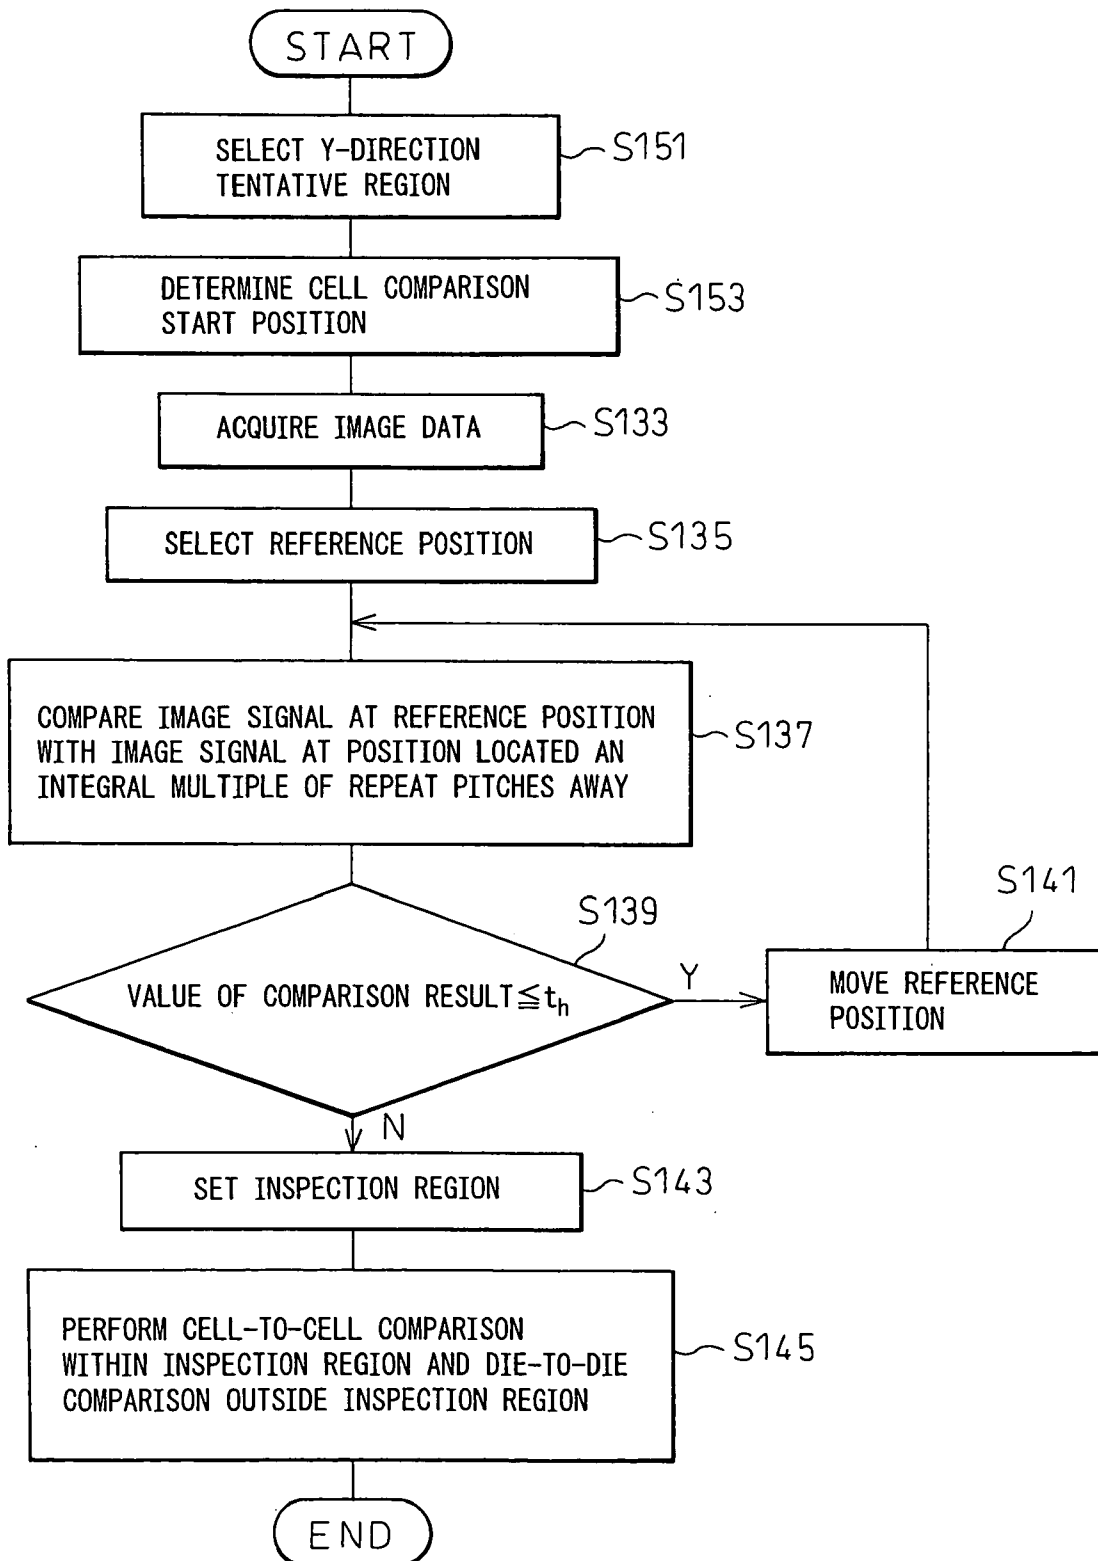 START
SELECT Y-DIRECTION
TENTATIVE REGION
S151
DETERMINE CELL COMPARISON
START POSITION
S153
ACQUIRE IMAGE DATA
S133
SELECT REFERENCE POSITION
S135
COMPARE IMAGE SIGNAL AT REFERENCE POSITION
WITH IMAGE SIGNAL AT POSITION LOCATED AN
INTEGRAL MULTIPLE OF REPEAT PITCHES AWAY
S137
S139
VALUE OF COMPARISON RESULT≦th
Y
S141
MOVE REFERENCE
POSITION
N
SET INSPECTION REGION
S143
PERFORM CELL-TO-CELL COMPARISON
WITHIN INSPECTION REGION AND DIE-TO-DIE
COMPARISON OUTSIDE INSPECTION REGION
S145
END